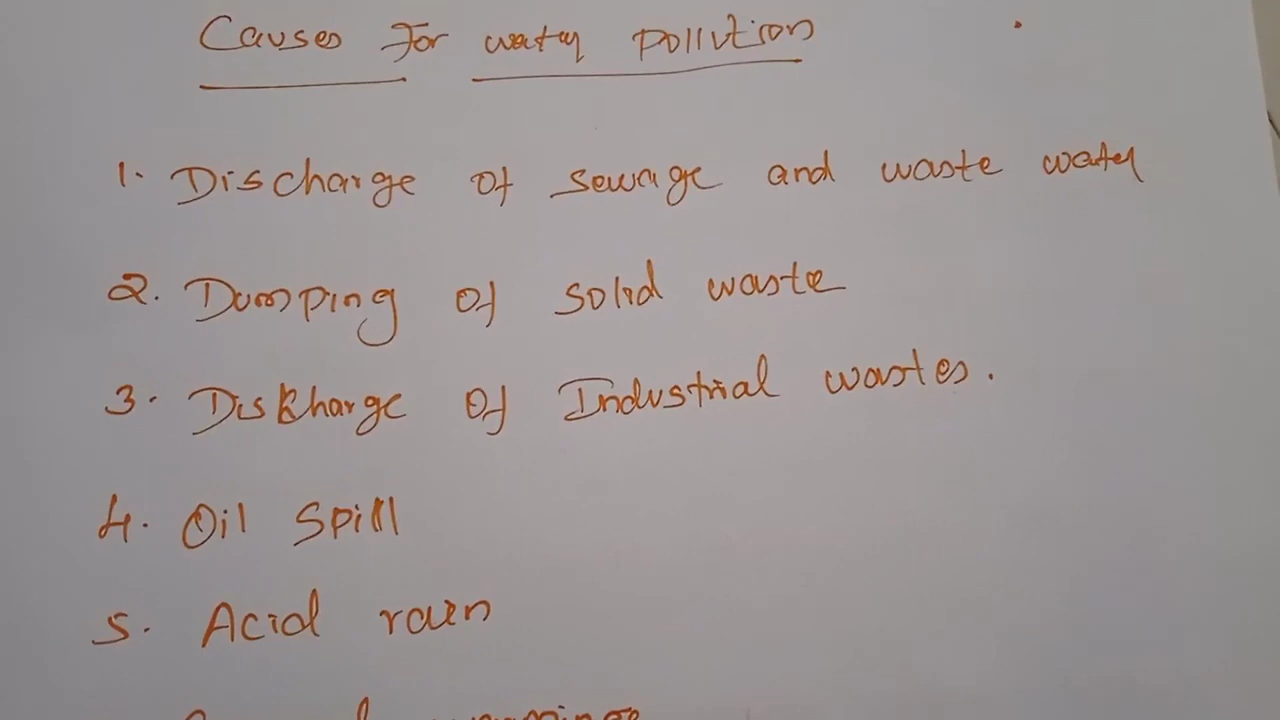 Causes For water Pollution
1. Discharge of sewage and waste water
2. Dumping of solid waste
3. Discharge of Industrial wastes.
4. Oil Spill
5. Acid rain